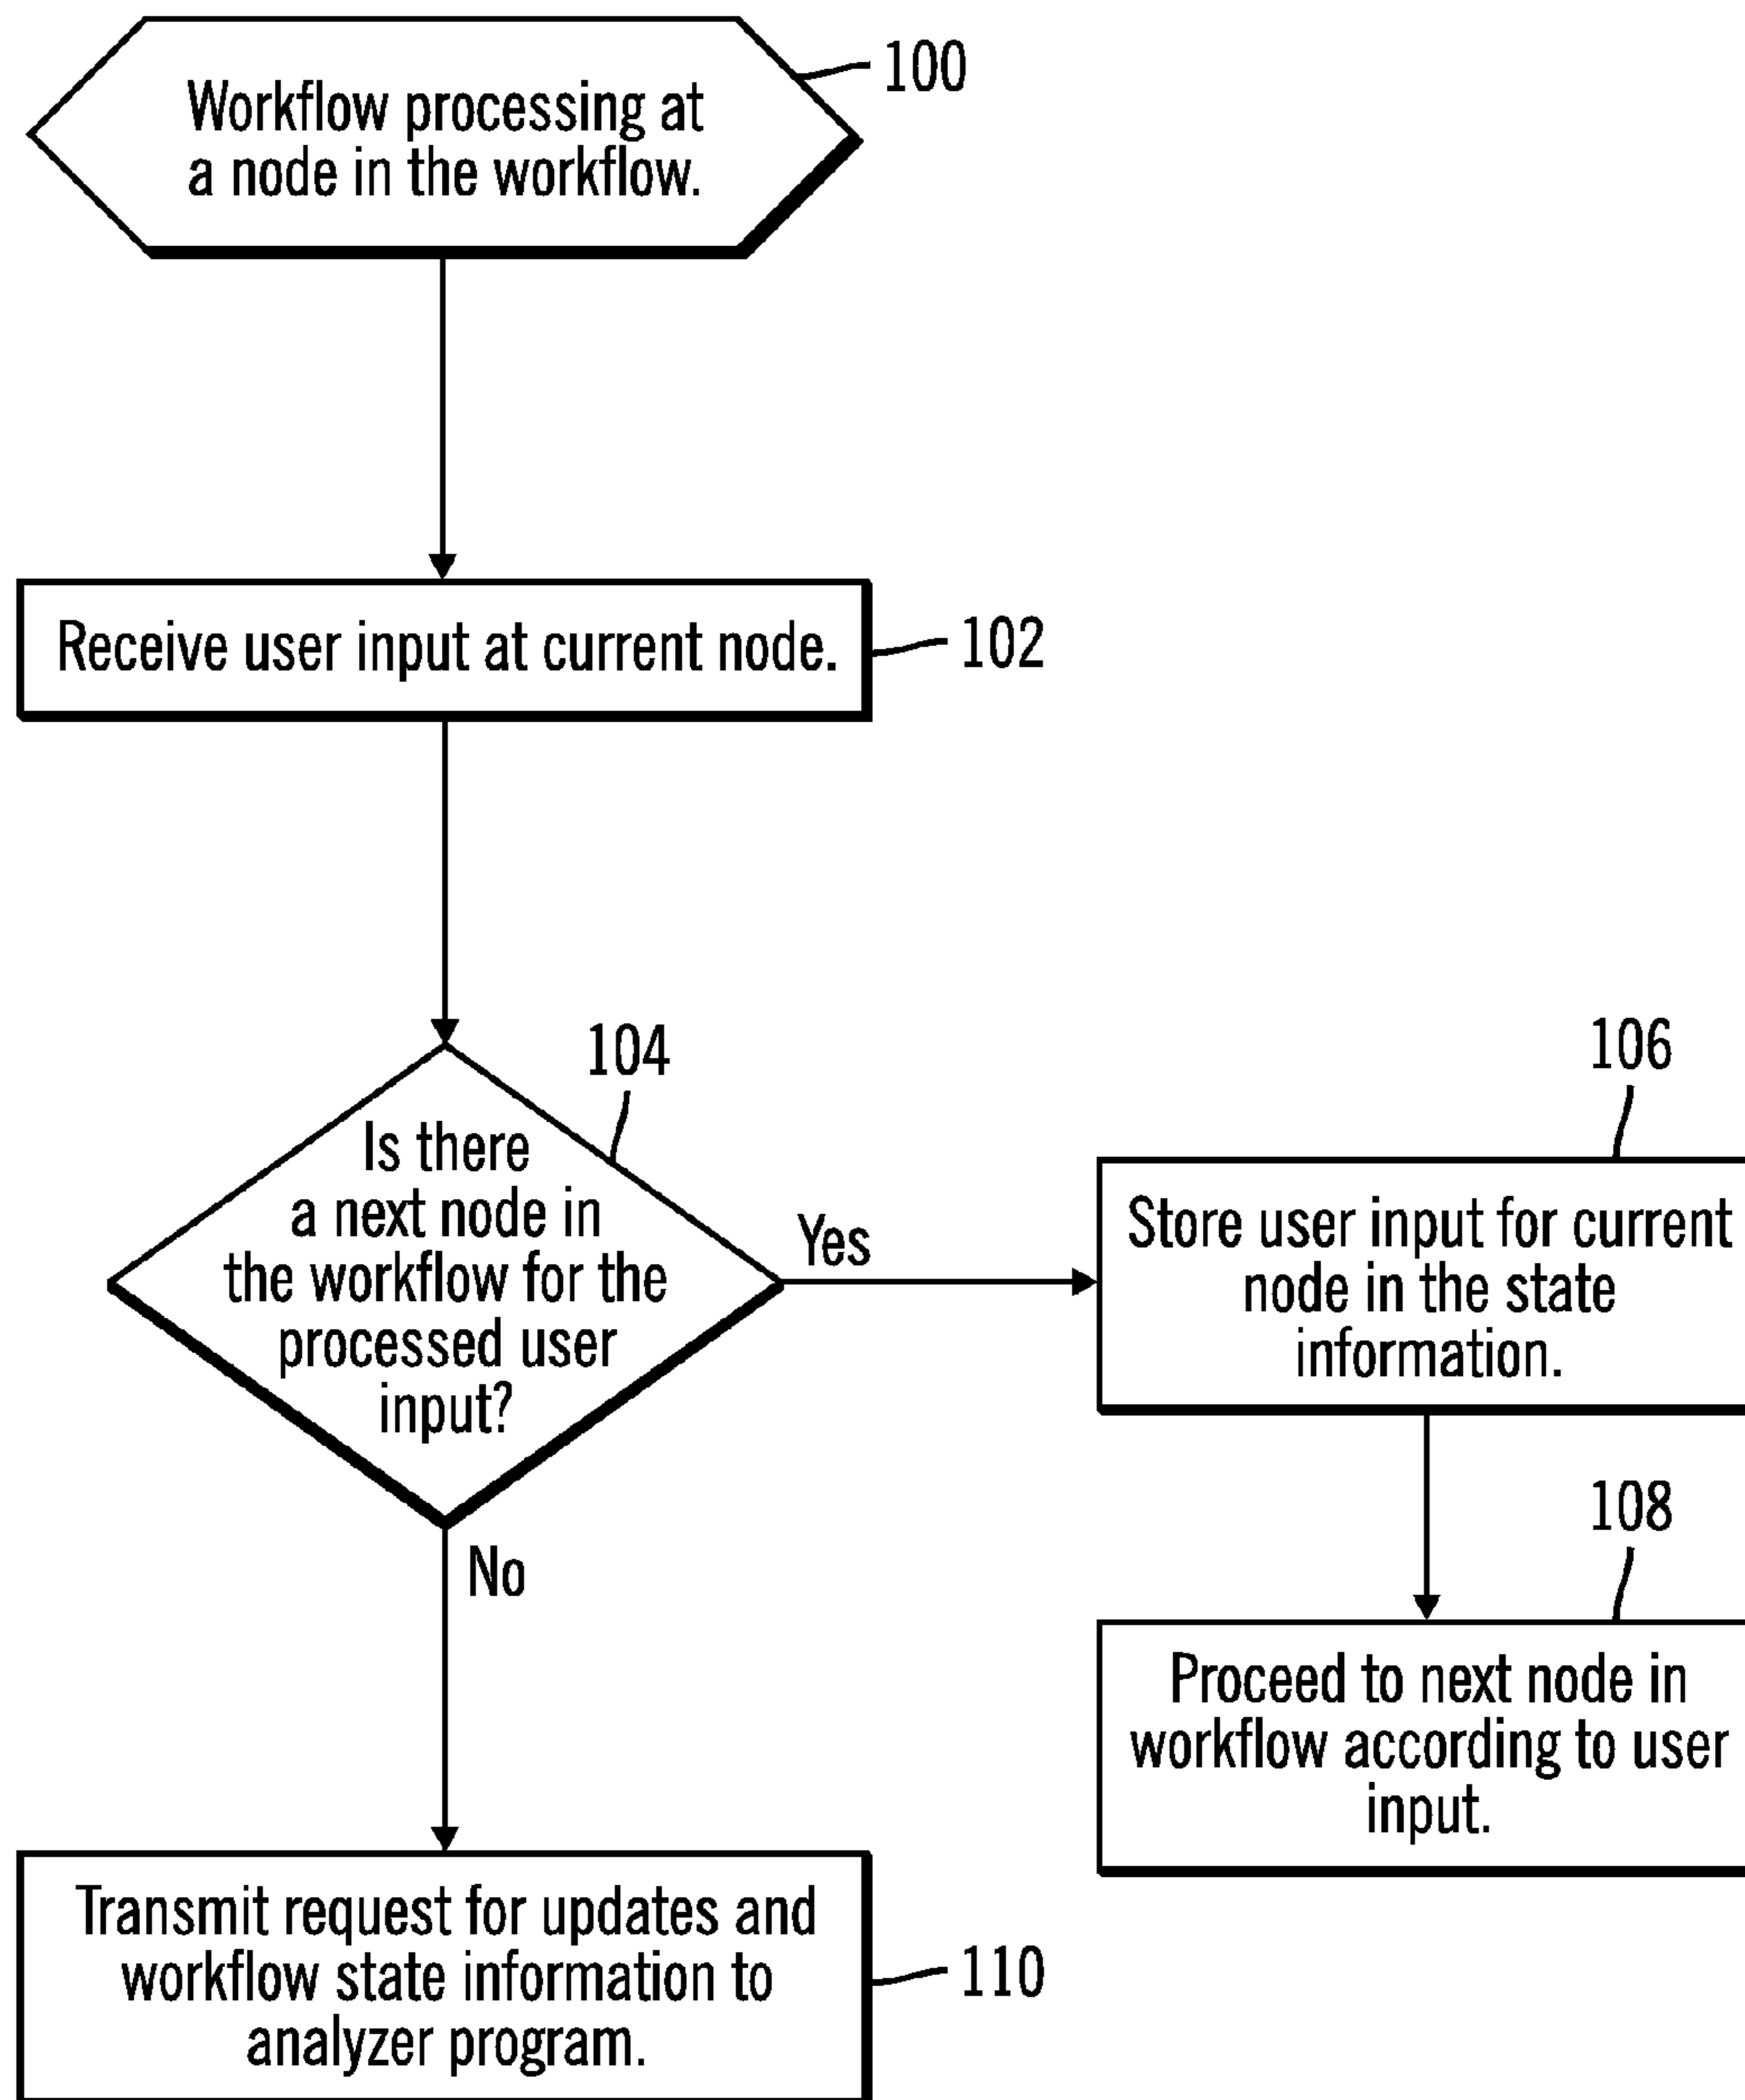 Workflow processing at
a node in the workflow.
100
Receive user input at current node.
102
104
Is there
a next node in
the workflow for the
processed user
input?
Yes
No
106
Store user input for current
node in the state
information.
108
Proceed to next node in
workflow according to user
input.
Transmit request for updates and
workflow state information to
analyzer program.
110